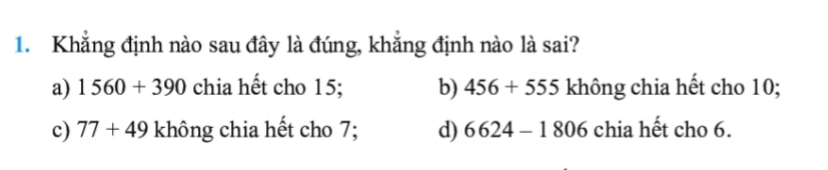 1. Khẳng định nào sau đây là đúng, khẳng định nào là sai?
a) 1 560 + 390 chia hết cho 15; b) 456 + 555 không chia hết cho 10;
c) 77 + 49 không chia hết cho 7; d) 6 624 – 1 806 chia hết cho 6.